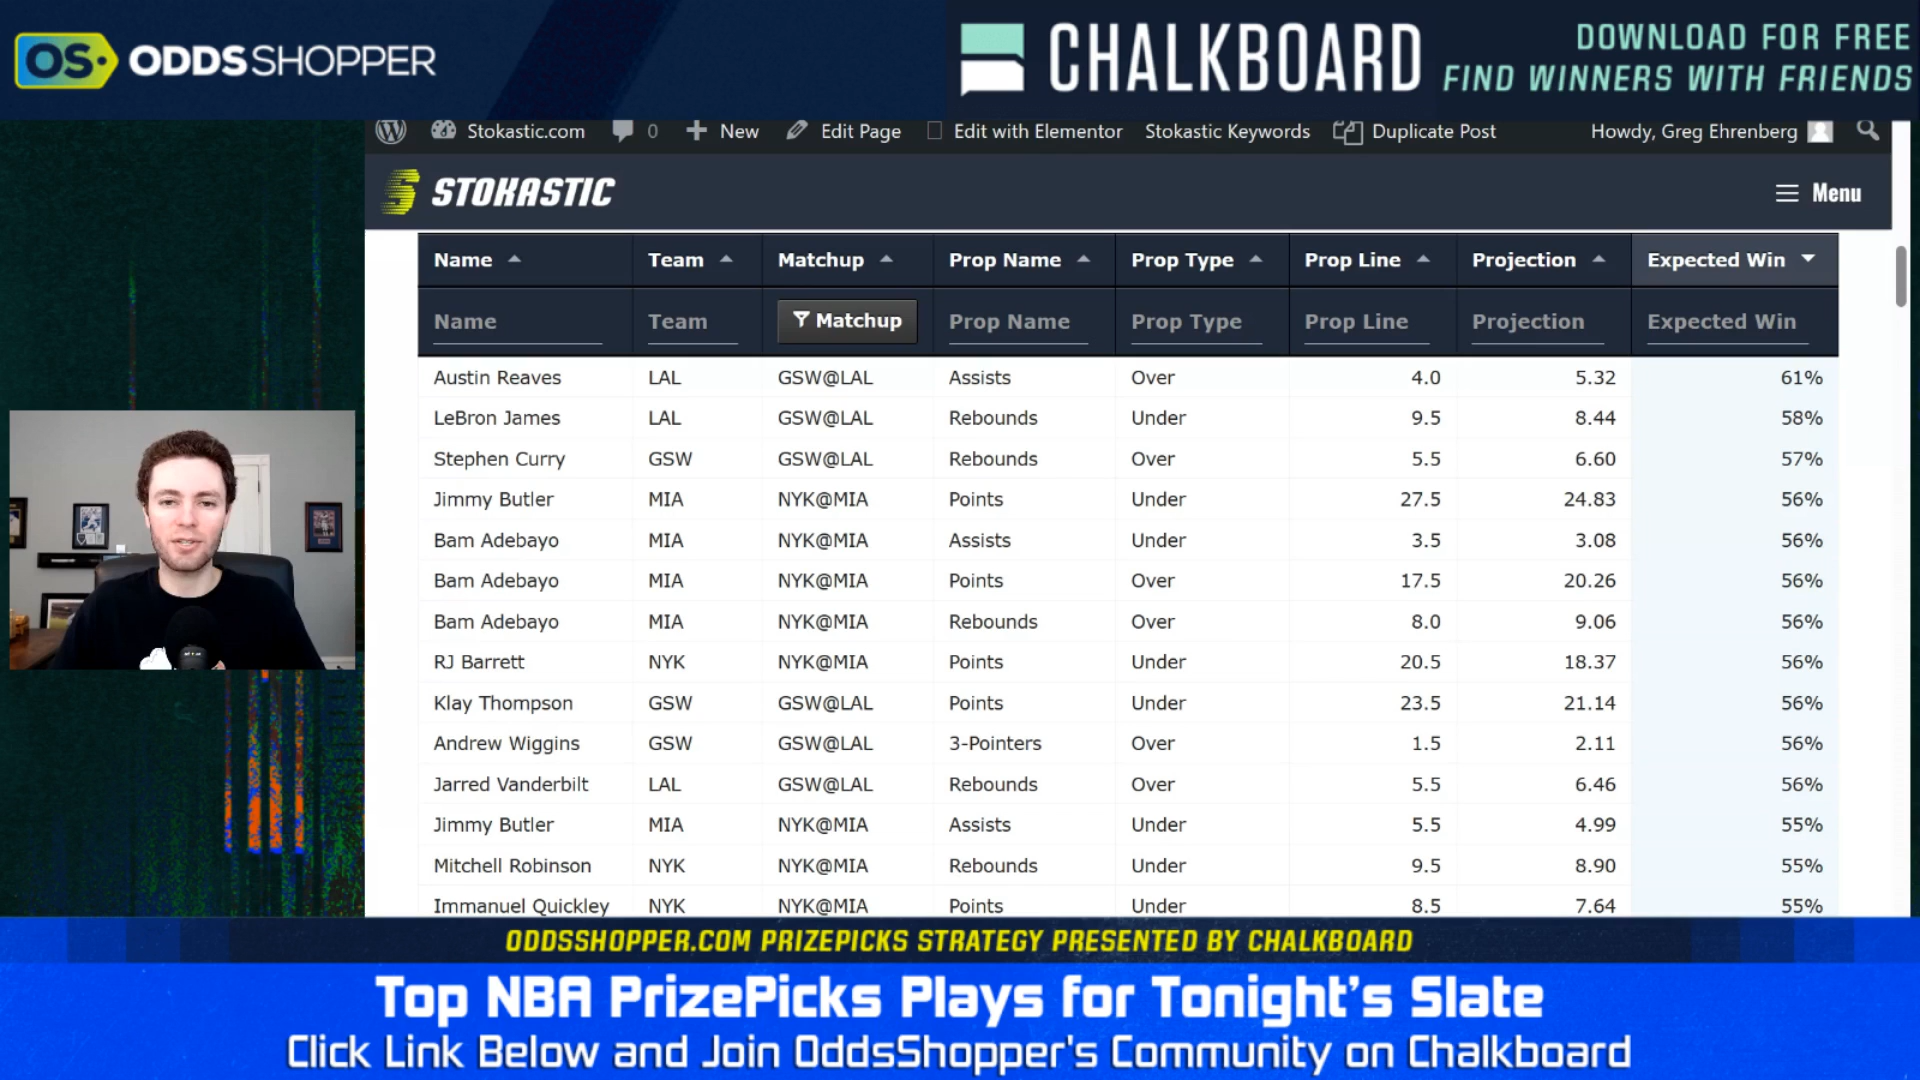 OS. ODDSSHOPPER
CHALKBOARD
DOWNLOAD FOR FREE
FIND WINNERS WITH FRIENDS
Stokastic.com 0 + New Edit Page Edit with Elementor Stokastic Keywords Duplicate Post Howdy, Greg Ehrenberg
STOKASTIC Menu
Name Team Matchup Prop Name Prop Type Prop Line Projection Expected Win
Name Team Matchup Prop Name Prop Type Prop Line Projection Expected Win
Austin Reaves LAL GSW@LAL Assists Over 4.0 5.32 61%
LeBron James LAL GSW@LAL Rebounds Under 9.5 8.44 58%
Stephen Curry GSW GSW@LAL Rebounds Over 5.5 6.60 57%
Jimmy Butler MIA NYK@MIA Points Under 27.5 24.83 56%
Bam Adebayo MIA NYK@MIA Assists Under 3.5 3.08 56%
Bam Adebayo MIA NYK@MIA Points Over 17.5 20.26 56%
Bam Adebayo MIA NYK@MIA Rebounds Over 8.0 9.06 56%
RJ Barrett NYK NYK@MIA Points Under 20.5 18.37 56%
Klay Thompson GSW GSW@LAL Points Under 23.5 21.14 56%
Andrew Wiggins GSW GSW@LAL 3-Pointers Over 1.5 2.11 56%
Jarred Vanderbilt LAL GSW@LAL Rebounds Over 5.5 6.46 56%
Jimmy Butler MIA NYK@MIA Assists Under 5.5 4.99 55%
Mitchell Robinson NYK NYK@MIA Rebounds Under 9.5 8.90 55%
Immanuel Quickley NYK NYK@MIA Points Under 8.5 7.64 55%
ODDSSHOPPER.COM PRIZEPICKS STRATEGY PRESENTED BY CHALKBOARD
Top NBA PrizePicks Plays for Tonight's Slate
Click Link Below and Join OddsShopper's Community on Chalkboard